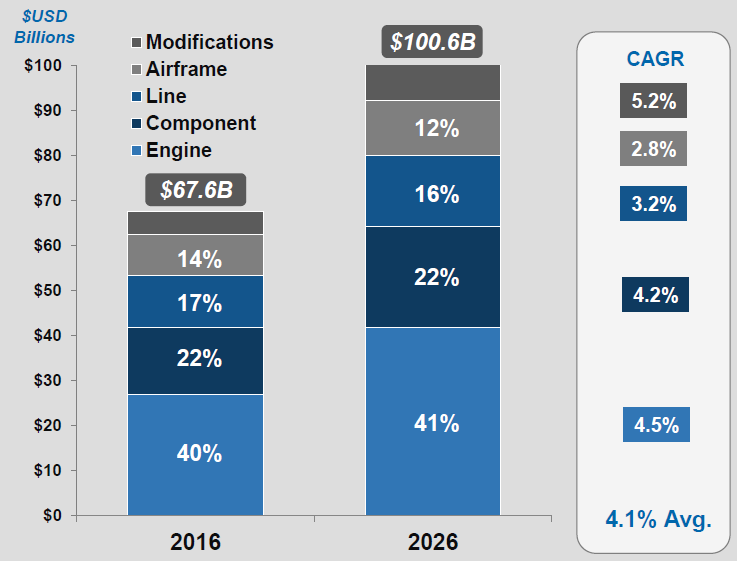 $USD
Billions
$100
$90
$80
$70
$60
$50
$40
$30
$20
$10
$0
Modifications
Airframe
Line
Component
Engine
$67.6B
14%
17%
22%
40%
2016
$100.6B
12%
16%
22%
41%
2026
CAGR
5.2%
2.8%
3.2%
4.2%
4.5%
4.1% Avg.